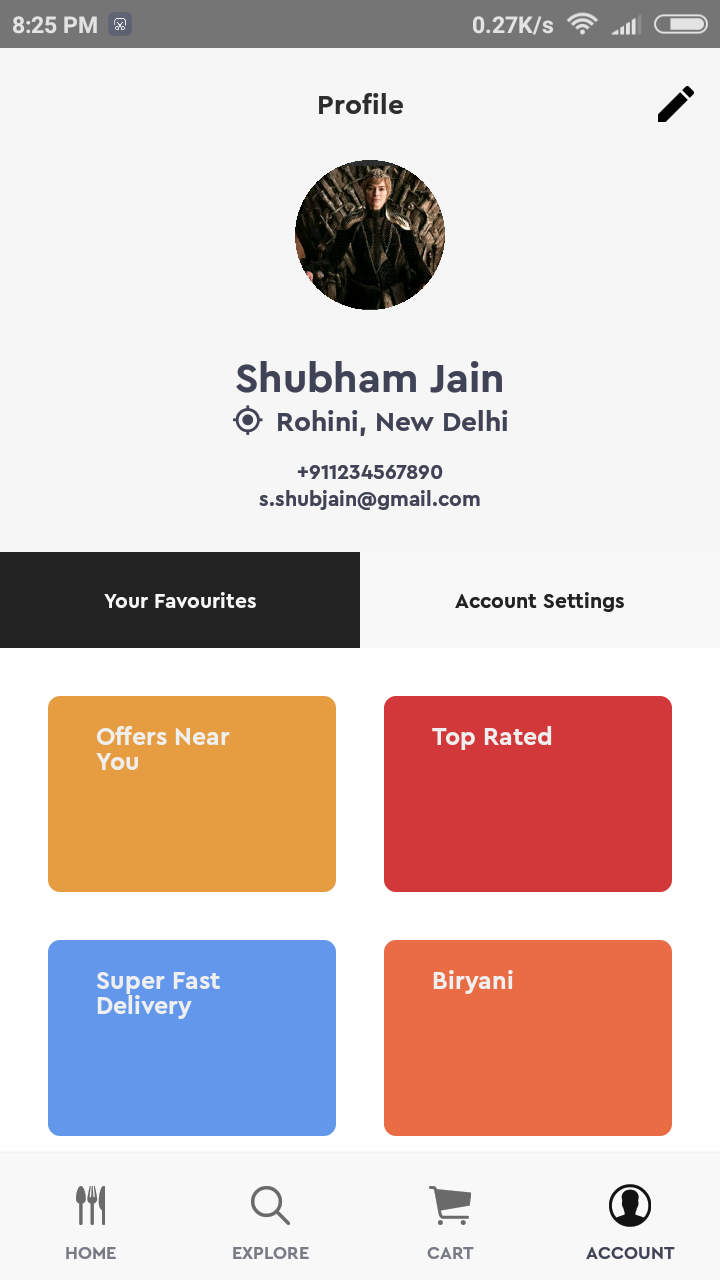 8:25 PM 0.27K/s
Profile
Shubham Jain
Rohini, New Delhi
+911234567890
s.shubjain@gmail.com
Your Favourites Account Settings
Offers Near
You
Top Rated
Super Fast
Delivery
Biryani
HOME EXPLORE CART ACCOUNT